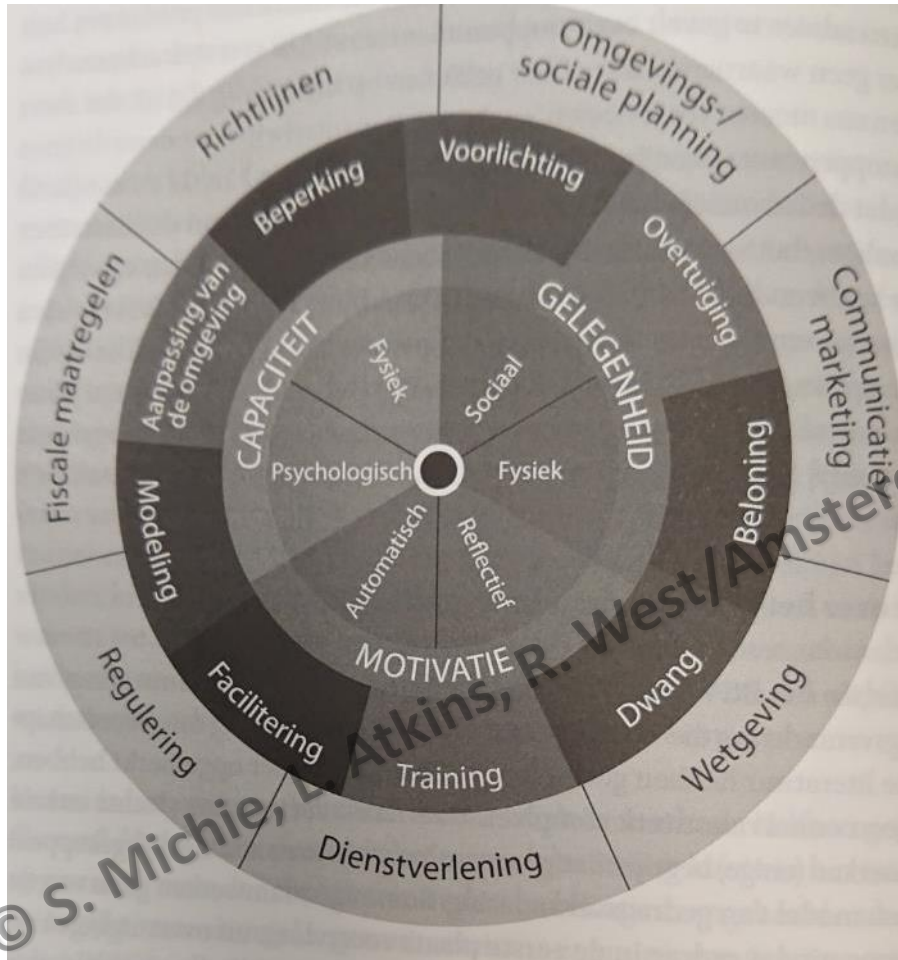 Omgevings-/
sociale planning
Communicatie/
marketing
Wetgeving
Dienstverlening
Regulering
Fiscale maatregelen
Richtlijnen
Voorlichting
Overtuiging
Beloning
Dwang
Training
Facilitering
Modeling
Aanpassing van
de omgeving
Beperking
CAPACITEIT
GELEGENHEID
MOTIVATIE
Fysiek
Sociaal
Psychologisch
Fysiek
Automatisch
Reflectief
© S. Michie, L. Atkins, R. West/Amsters